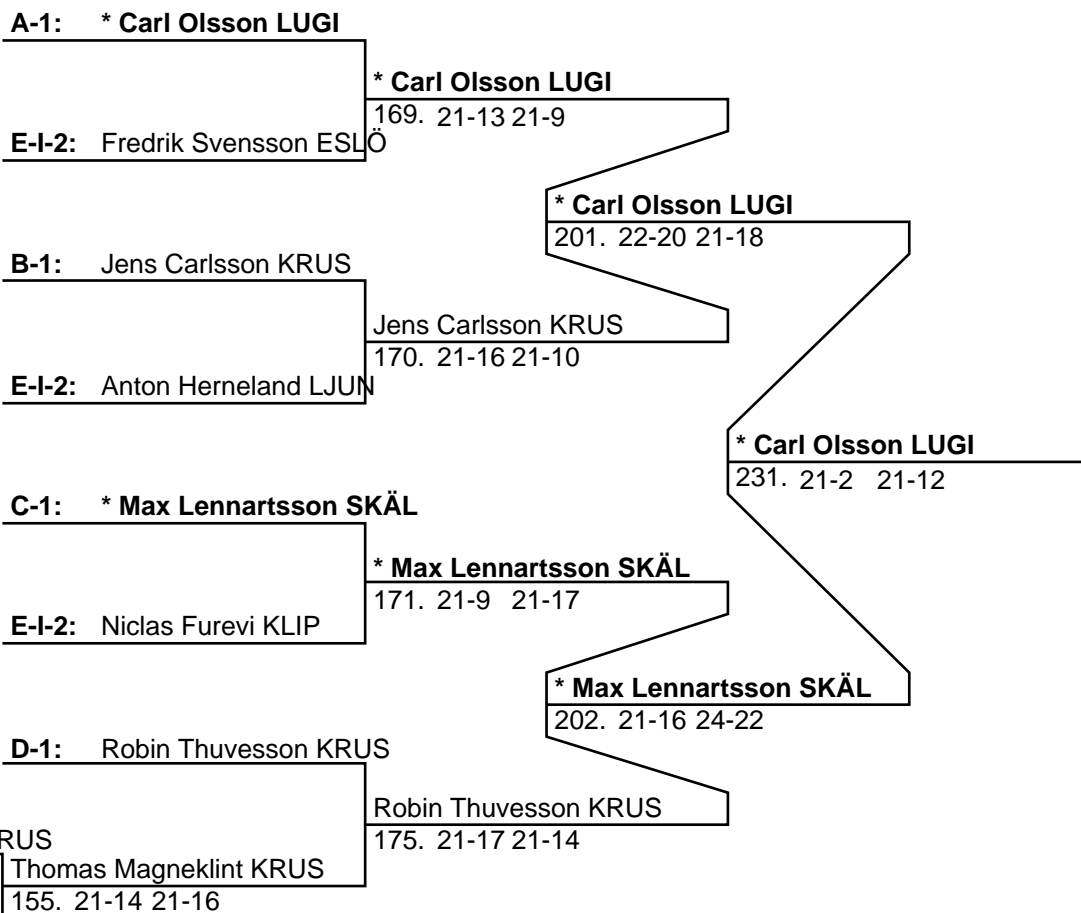 A-1: * Carl Olsson LUGI
* Carl Olsson LUGI
169. 21-13 21-9
E-I-2: Fredrik Svensson ESLÖ
* Carl Olsson LUGI
201. 22-20 21-18
B-1: Jens Carlsson KRUS
Jens Carlsson KRUS
170. 21-16 21-10
E-I-2: Anton Herneland LJUN
* Carl Olsson LUGI
231. 21-2 21-12
C-1: * Max Lennartsson SKÄL
* Max Lennartsson SKÄL
171. 21-9 21-17
E-I-2: Niclas Furevi KLIP
* Max Lennartsson SKÄL
202. 21-16 24-22
D-1: Robin Thuvesson KRUS
Robin Thuvesson KRUS
175. 21-17 21-14
RUS
Thomas Magneklint KRUS
155. 21-14 21-16